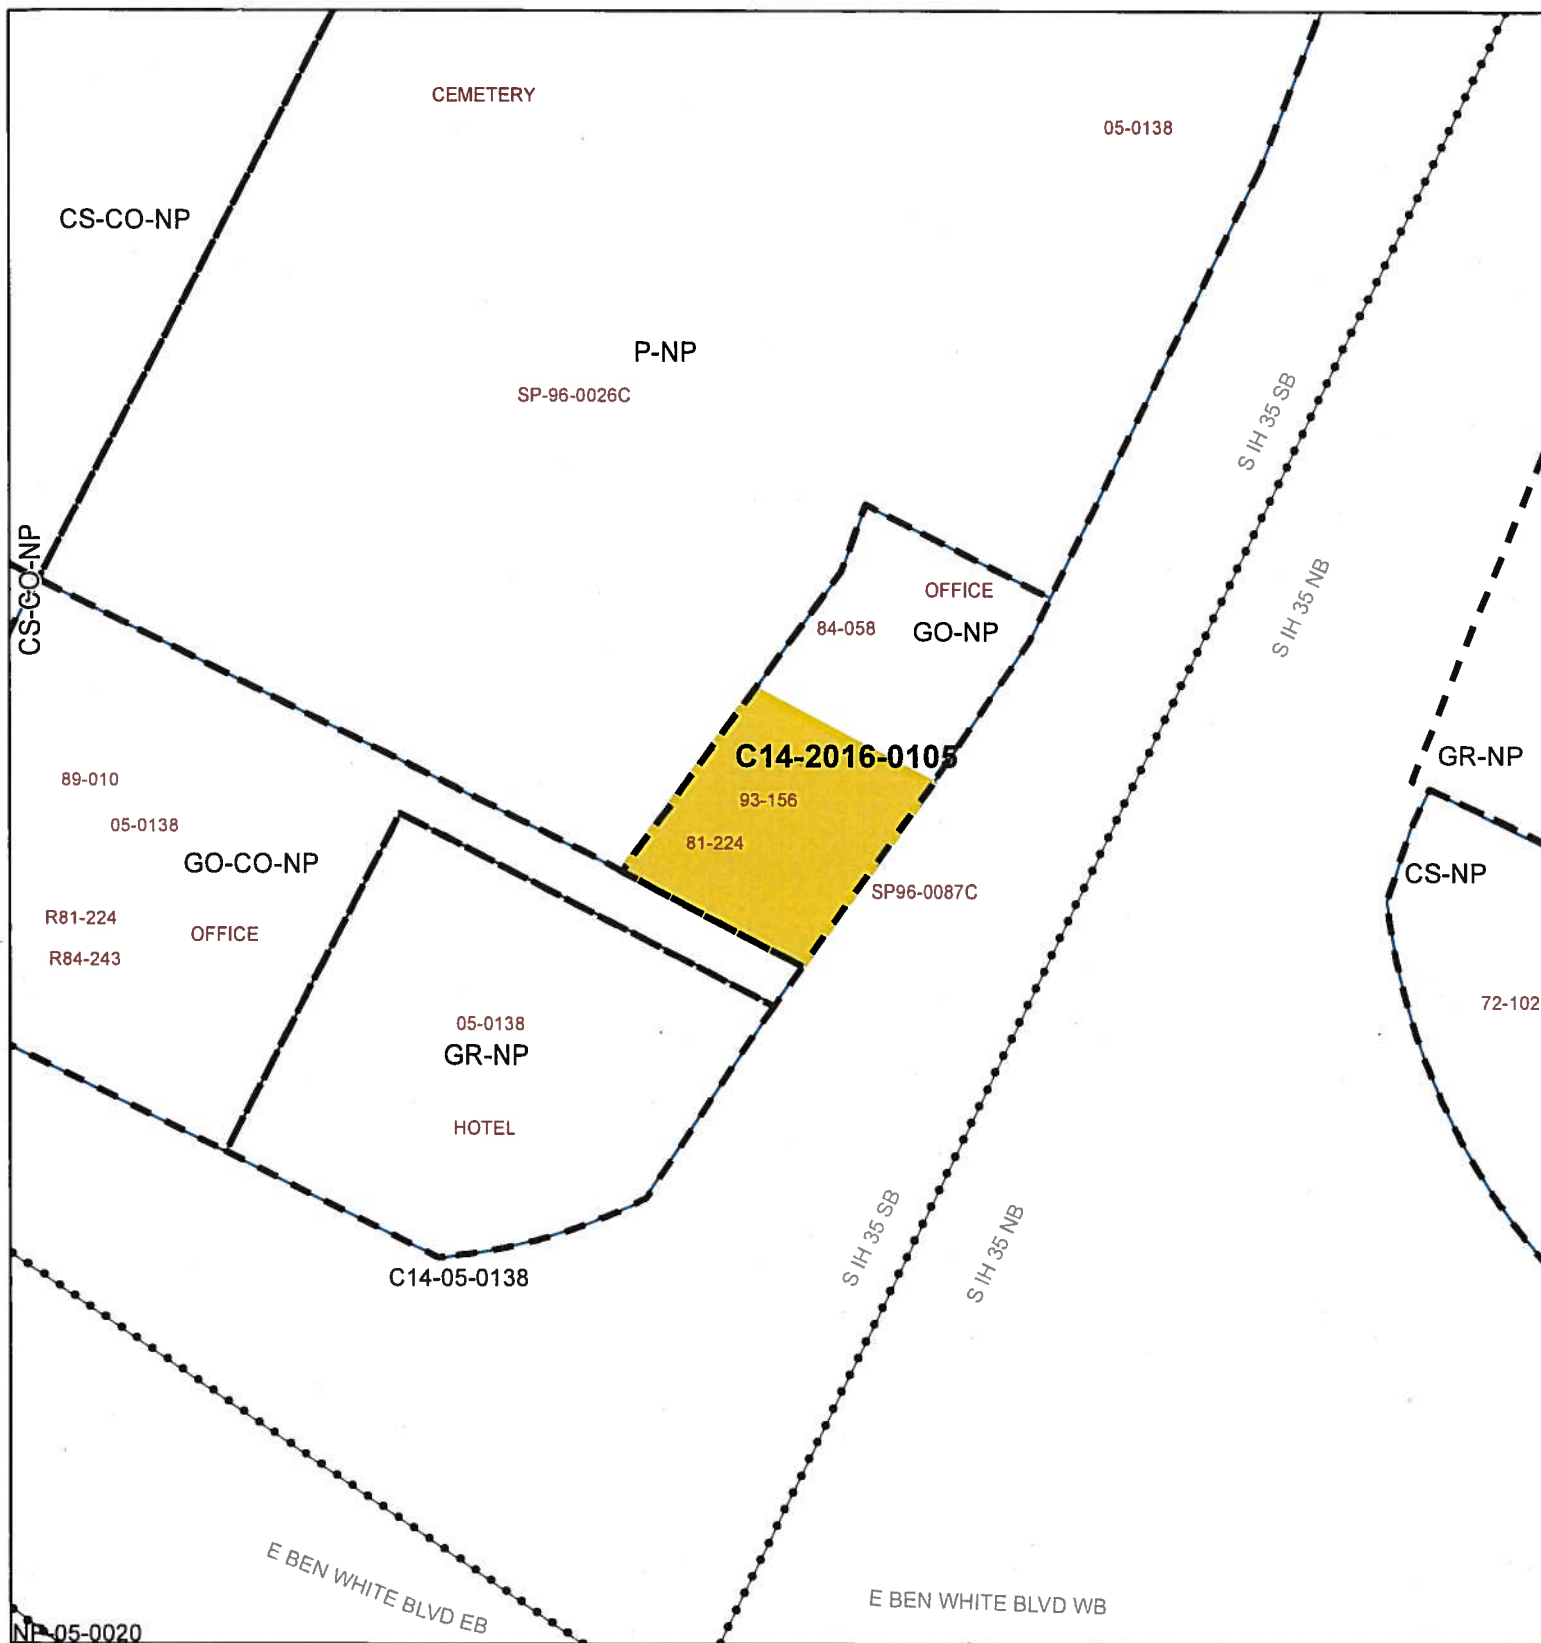 CEMETERY
05-0138
CS-CO-NP
P-NP
SP-96-0026C
S IH 35 SB
CS-CO-NP
OFFICE
84-058
GO-NP
S IH 35 NB
C14-2016-0105
GR-NP
89-010
93-156
05-0138
81-224
GO-CO-NP
CS-NP
SP96-0087C
R81-224
OFFICE
R84-243
72-102
05-0138
GR-NP
HOTEL
S IH 35 SB
S IH 35 NB
C14-05-0138
E BEN WHITE BLVD EB
E BEN WHITE BLVD WB
NP-05-0020